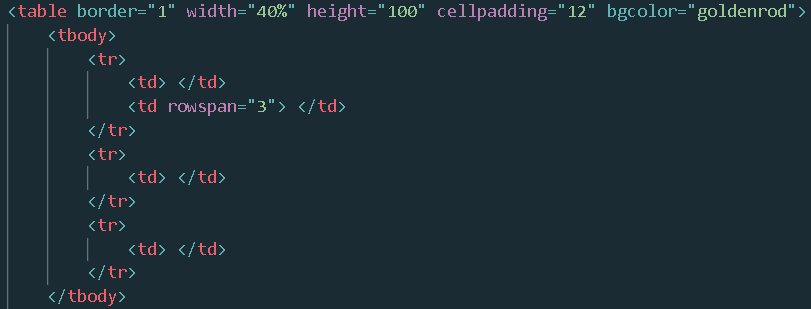 <table border="1" width="40%" height="100" cellpadding="12" bgcolor="goldenrod">
<tbody>
<tr>
<td> </td>
<td rowspan="3"> </td>
</tr>
<tr>
<td> </td>
</tr>
<tr>
<td> </td>
</tr>
</tbody>